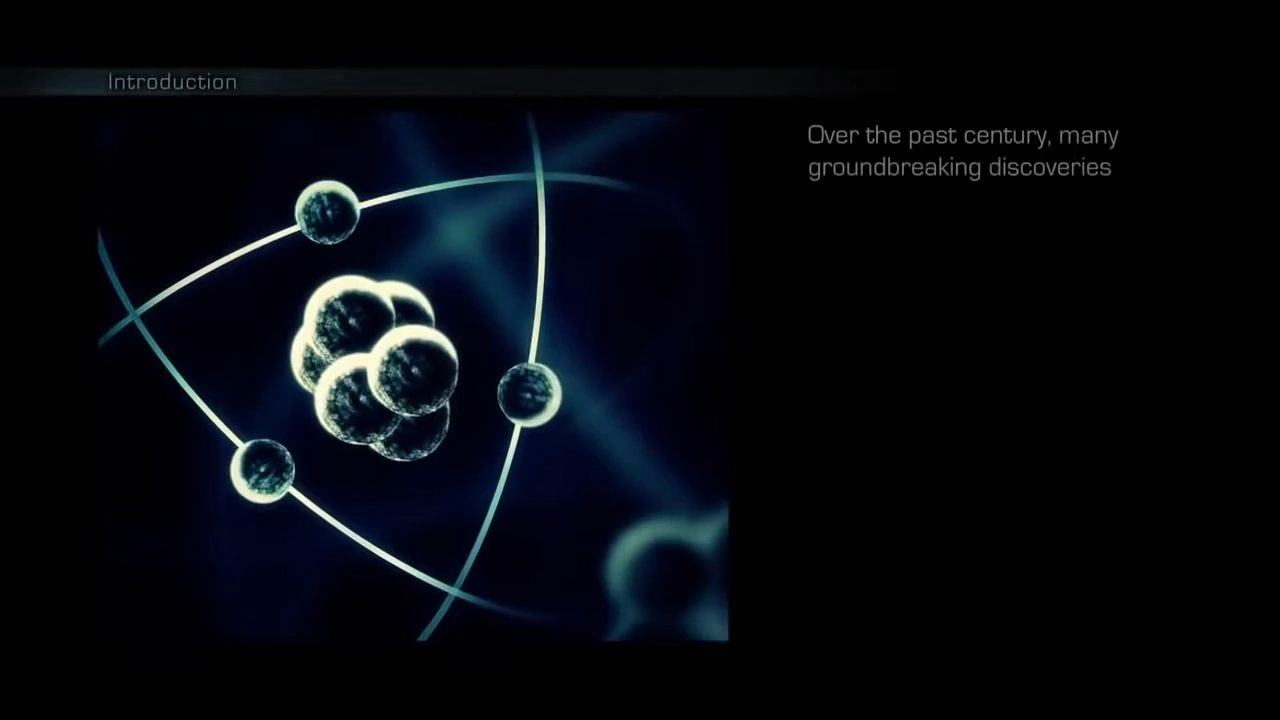 Introduction
Over the past century, many
groundbreaking discoveries